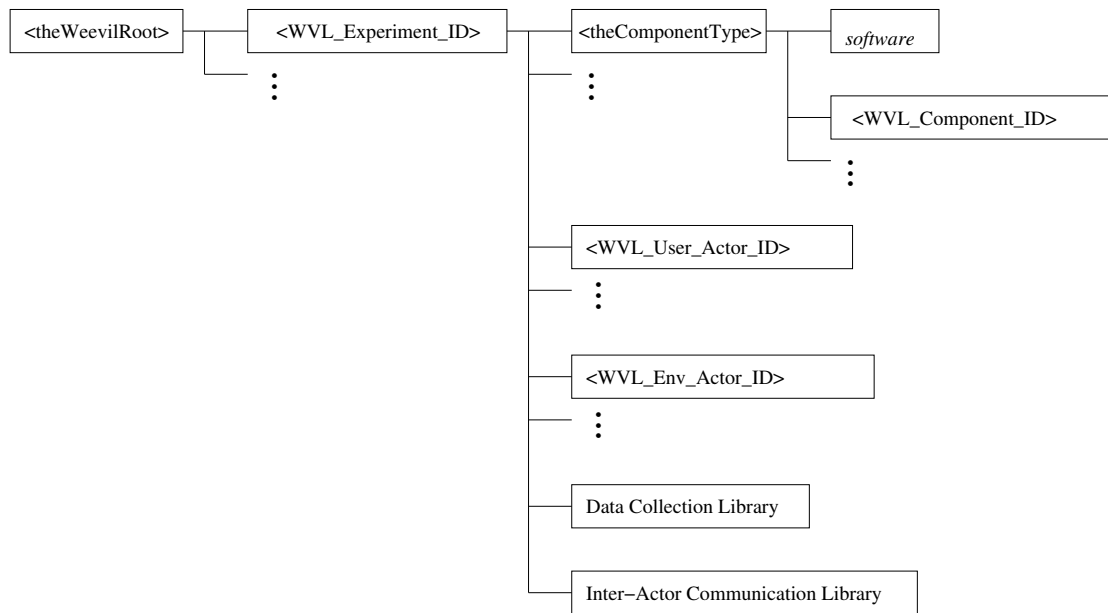 <theWeevilRoot>
<WVL_Experiment_ID>
<theComponentType>
software
<WVL_Component_ID>
<WVL_User_Actor_ID>
<WVL_Env_Actor_ID>
Data Collection Library
Inter−Actor Communication Library